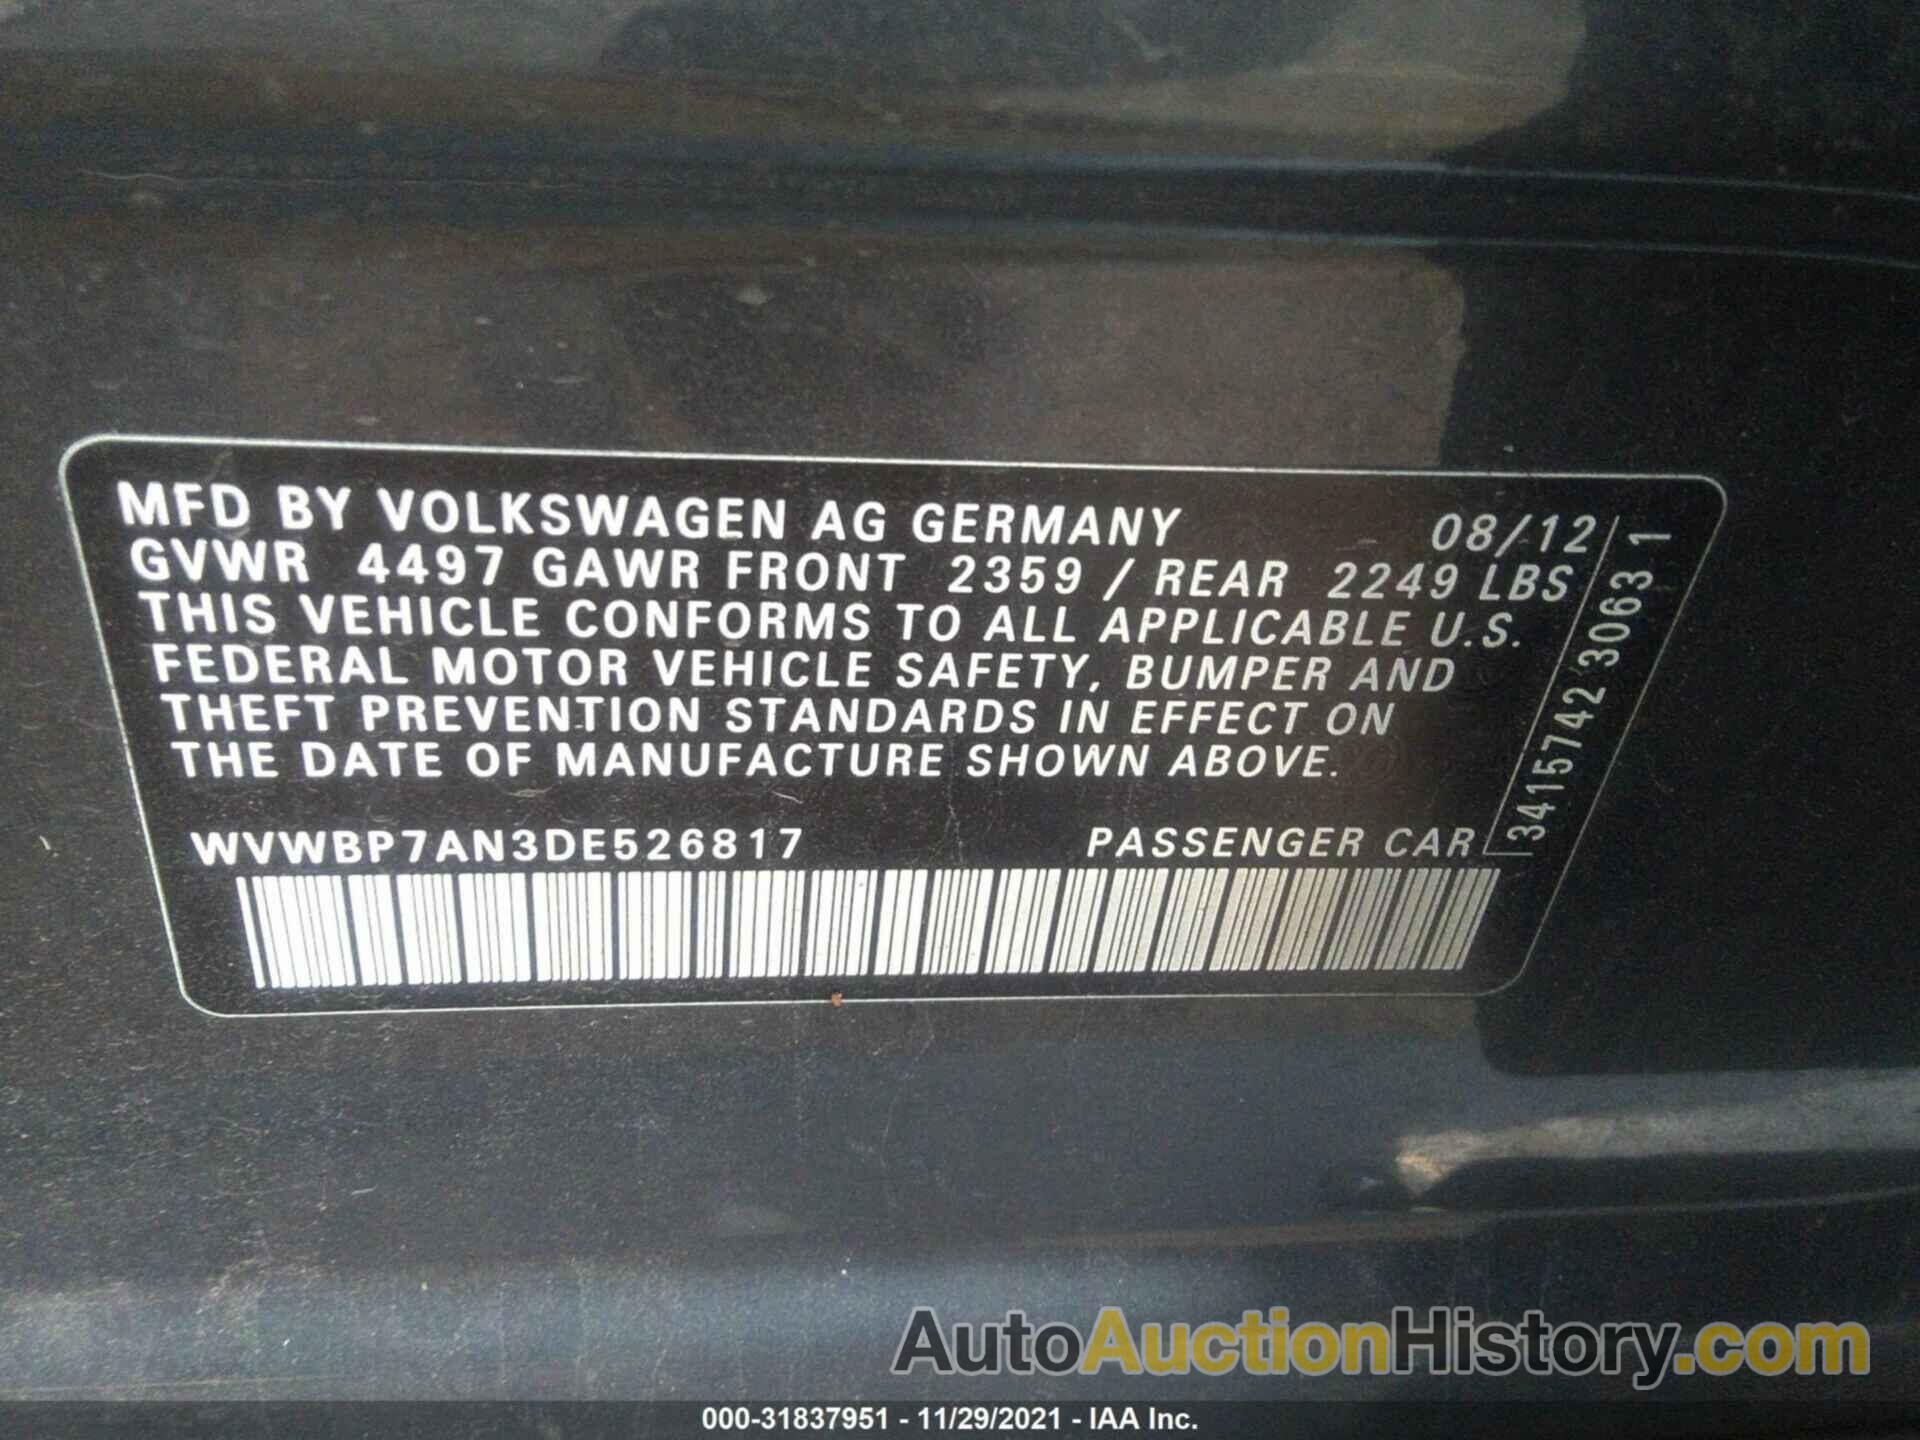 MFD BY VOLKSWAGEN AG GERMANY 08/12
GVWR 4497 GAWR FRONT 2359 / REAR 2249 LBS
THIS VEHICLE CONFORMS TO ALL APPLICABLE U.S.
FEDERAL MOTOR VEHICLE SAFETY, BUMPER AND
THEFT PREVENTION STANDARDS IN EFFECT ON
THE DATE OF MANUFACTURE SHOWN ABOVE.
WVWBP7AN3DE526817 PASSENGER CAR
3415742 3063 1
AutoAuctionHistory.com
000-31837951 - 11/29/2021 - IAA Inc.